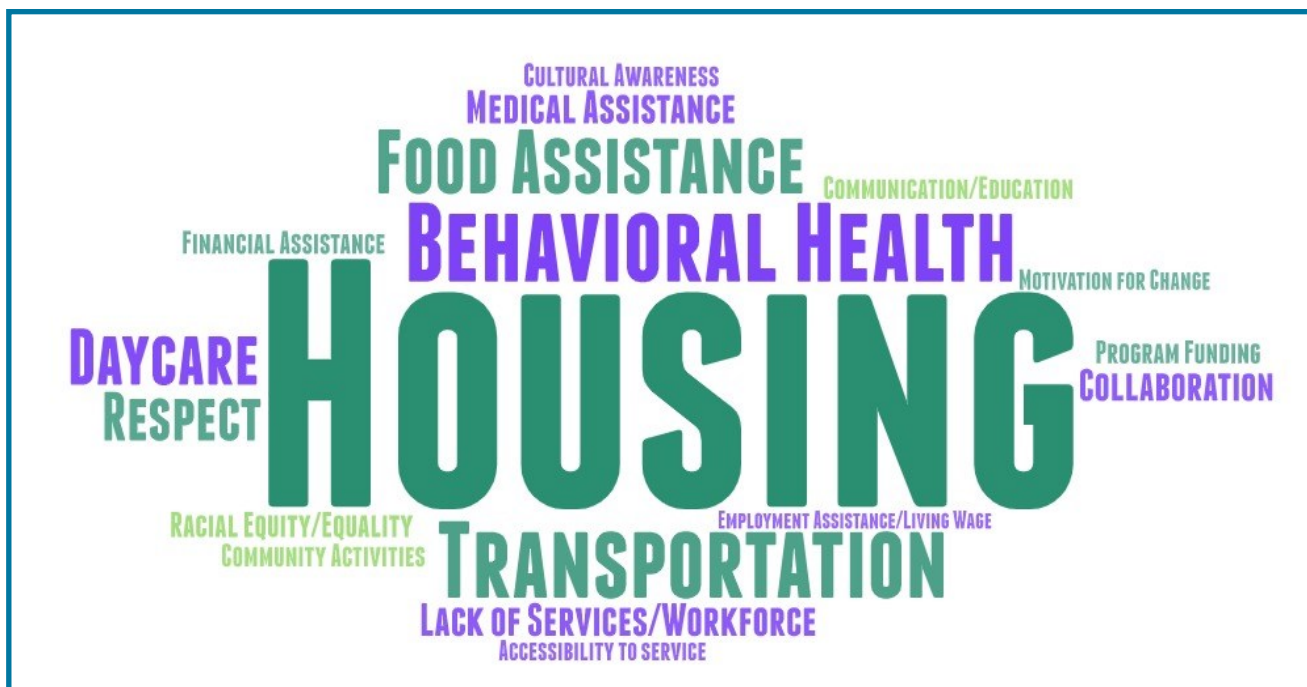 Cultural Awareness
Medical Assistance
Food Assistance
Communication/Education
Behavioral Health
Financial Assistance
Motivation for Change
Housing
Daycare
Program Funding
Collaboration
Respect
Racial Equity/Equality
Employment Assistance/Living Wage
Community Activities
Transportation
Lack of Services/Workforce
Accessibility to service